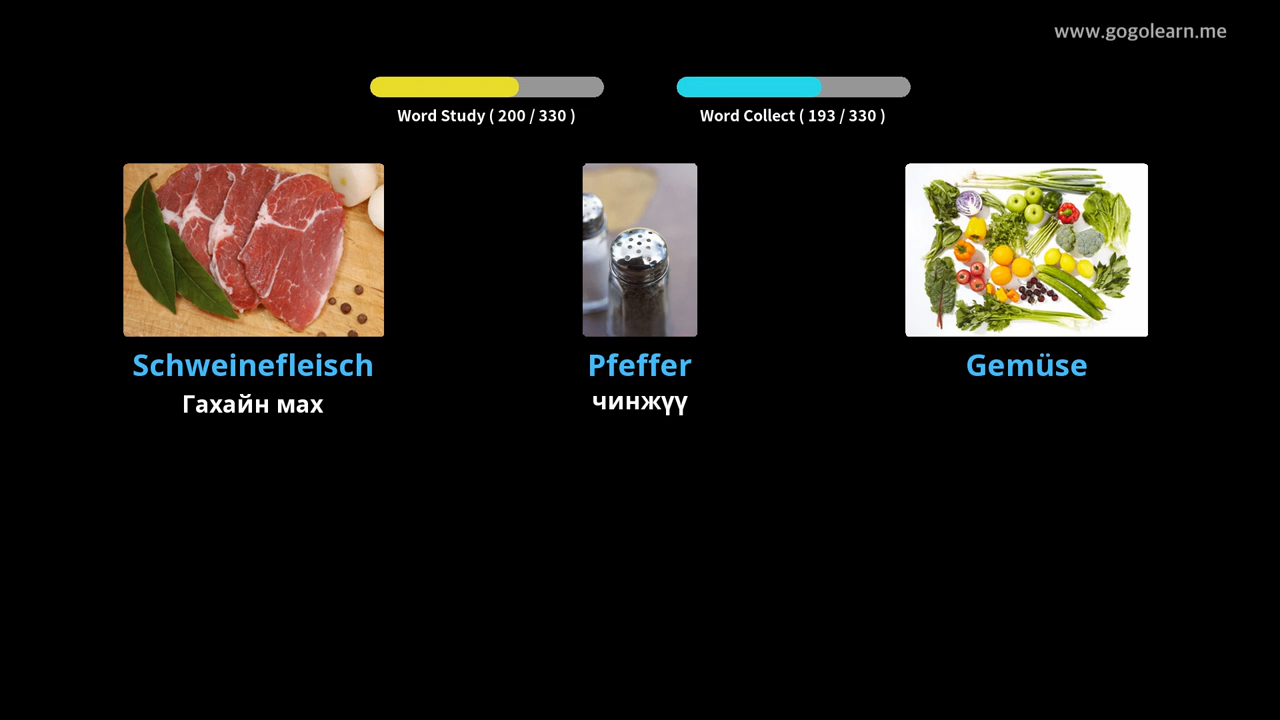 www.gogolearn.me
Word Study ( 200 / 330 )
Word Collect ( 193 / 330 )
Schweinefleisch
Pfeffer
Gemüse
Гахайн мах
чинжүү